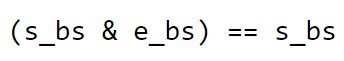 (s_bs & e_bs) == s_bs